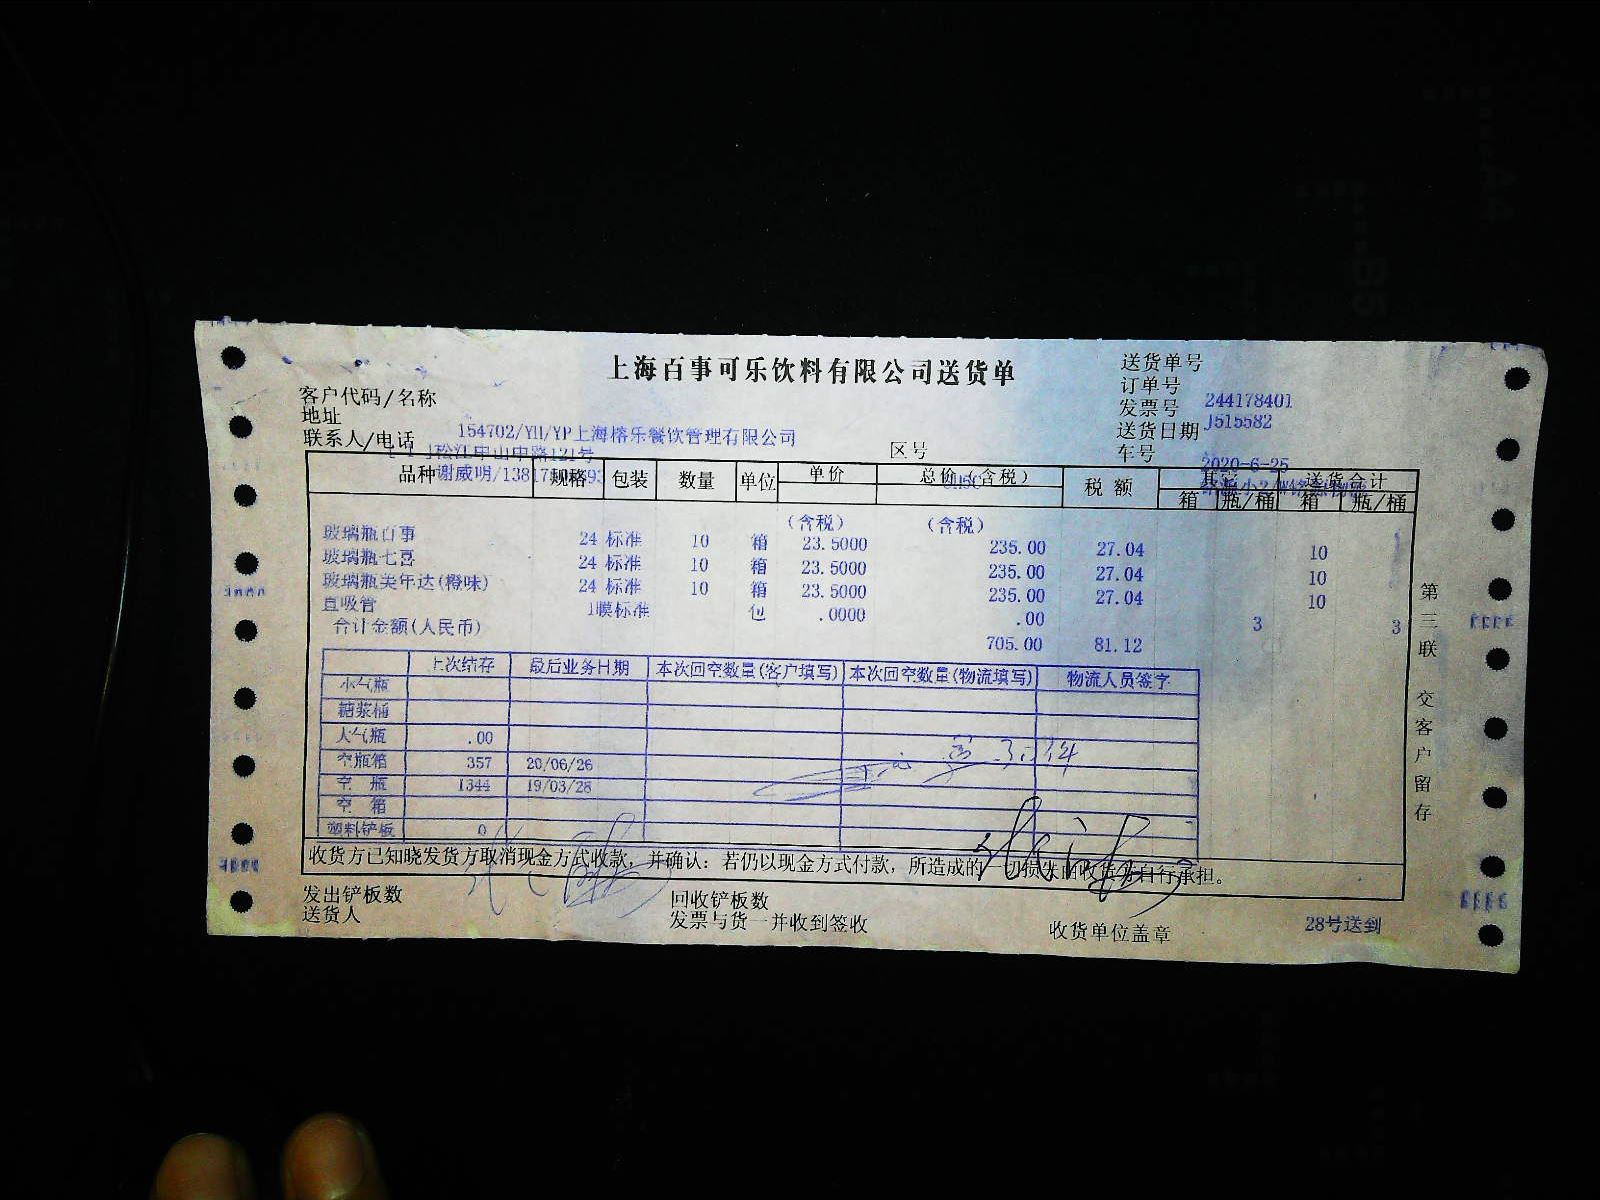 上海百事可乐饮料有限公司送货单
送货单号
客户代码/名称
订单号
地址
发票号 244178401
联系人/电话
154702/YH/YP上海榕乐餐饮管理有限公司
区号
送货日期 J515582
松江中山中路121号
车号
2020-6-25
品种 谢威明/138 规格 包装 数量 单位 单价 总价(含税) 税 额 其它 送货合计
箱 瓶/桶 箱 瓶/桶
(含税) (含税)
玻璃瓶百事 24 标准 10 箱 23.5000 235.00 27.04 10
玻璃瓶七喜 24 标准 10 箱 23.5000 235.00 27.04 10
玻璃瓶美年达(橙味) 24 标准 10 箱 23.5000 235.00 27.04 10
直吸管 1膜标准 包 .0000 .00 3 3
合计金额(人民币) 705.00 81.12
上次结存 最后业务日期 本次回空数量(客户填写) 本次回空数量(物流填写) 物流人员签字
小气瓶
糖浆桶
大气瓶 .00
空瓶箱 357 20/06/26
空 瓶 1344 19/03/28
空 箱
塑料铲板 0
收货方已知晓发货方取消现金方式收款，并确认：若仍以现金方式付款，所造成的一切损失由收货方自行承担。
发出铲板数 回收铲板数
送货人 发票与货一并收到签收 收货单位盖章 28号送到
第三联 交客户留存